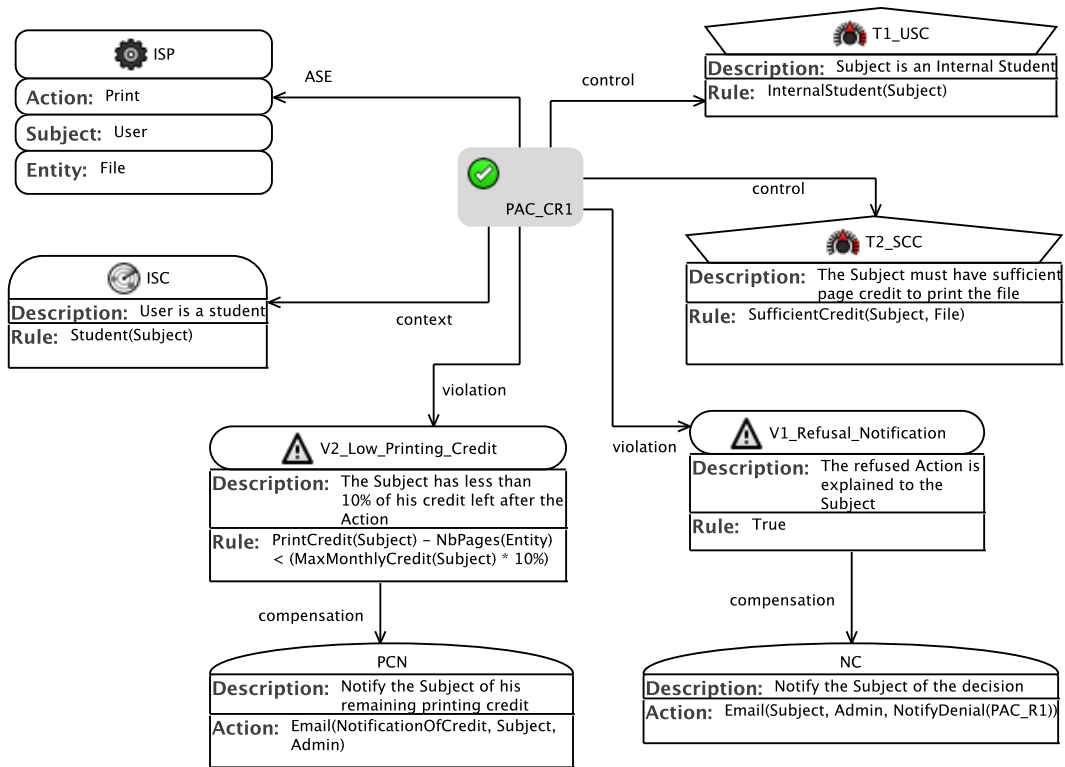 ISP
Action: Print
Subject: User
Entity: File
ASE
control
T1_USC
Description: Subject is an Internal Student
Rule: InternalStudent(Subject)
PAC_CR1
control
T2_SCC
Description: The Subject must have sufficient
page credit to print the file
Rule: SufficientCredit(Subject, File)
ISC
Description: User is a student
Rule: Student(Subject)
context
violation
V2_Low_Printing_Credit
Description: The Subject has less than
10% of his credit left after the
Action
Rule: PrintCredit(Subject) - NbPages(Entity)
< (MaxMonthlyCredit(Subject) * 10%)
violation
V1_Refusal_Notification
Description: The refused Action is
explained to the
Subject
Rule: True
compensation
PCN
Description: Notify the Subject of his
remaining printing credit
Action: Email(NotificationOfCredit, Subject,
Admin)
compensation
NC
Description: Notify the Subject of the decision
Action: Email(Subject, Admin, NotifyDenial(PAC_R1))